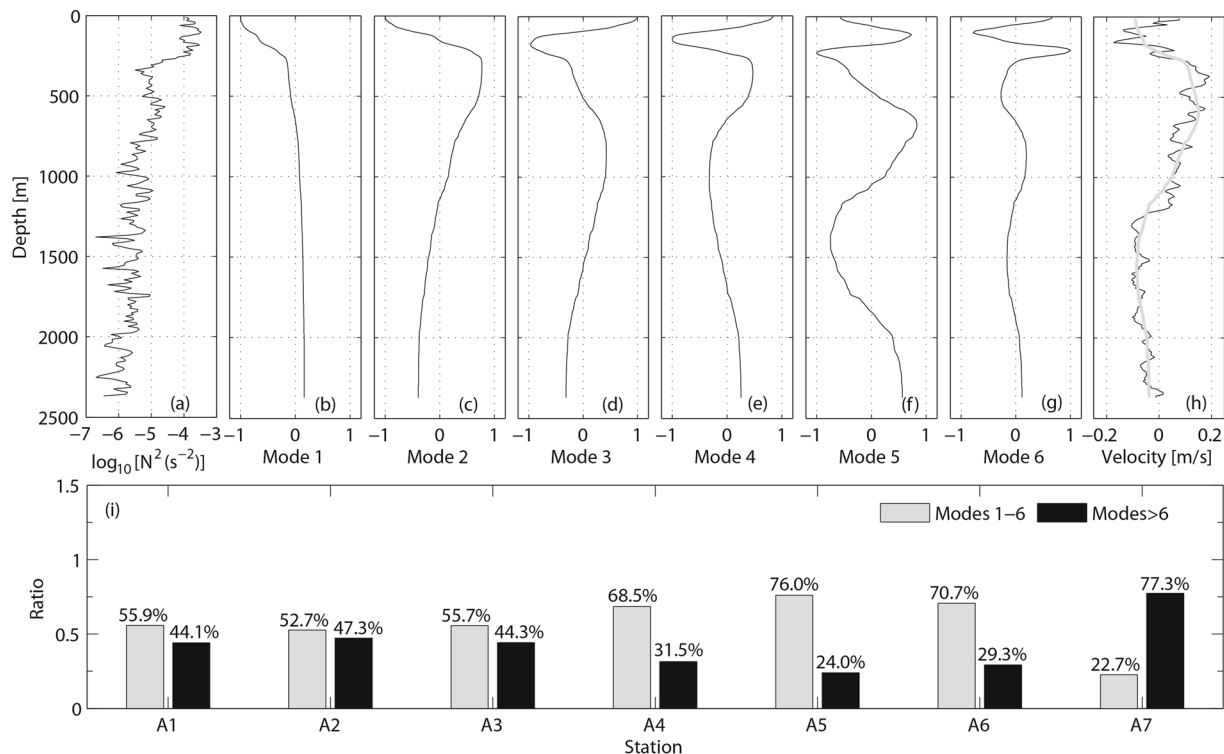 0
500
1000
1500
2000
2500
Depth [m]
(a) (b) (c) (d) (e) (f) (g) (h)
−7 −6 −5 −4 −3 −1 0 1 −1 0 1 −1 0 1 −1 0 1 −1 0 1 −1 0 1 −0.2 0 0.2
log₁₀ [N² (s⁻²)] Mode 1 Mode 2 Mode 3 Mode 4 Mode 5 Mode 6 Velocity [m/s]
1.5
(i)
Modes 1−6 Modes>6
1
Ratio
0.5
0
55.9% 44.1% 52.7% 47.3% 55.7% 44.3% 68.5% 31.5% 76.0% 24.0% 70.7% 29.3% 22.7% 77.3%
A1 A2 A3 A4 A5 A6 A7
Station